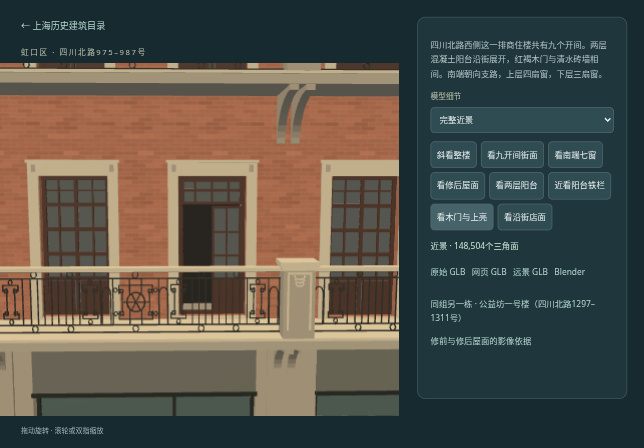 ← 上海历史建筑目录
虹口区 · 四川北路975–987号
四川北路西侧这一排商住楼共有九个开间。两层
混凝土阳台沿街展开，红褐木门与清水砖墙相
间。南端朝向支路，上层四扇窗，下层三扇窗。
模型细节
完整近景
斜看整楼 看九开间街面 看南端七窗
看修后屋面 看两层阳台 近看阳台铁栏
看木门与上亮 看沿街店面
近景 · 148,504个三角面
原始 GLB 网页 GLB 远景 GLB Blender
同组另一栋 · 公益坊一号楼（四川北路1297–
1311号）
修前与修后屋面的影像依据
拖动旋转 · 滚轮或双指缩放